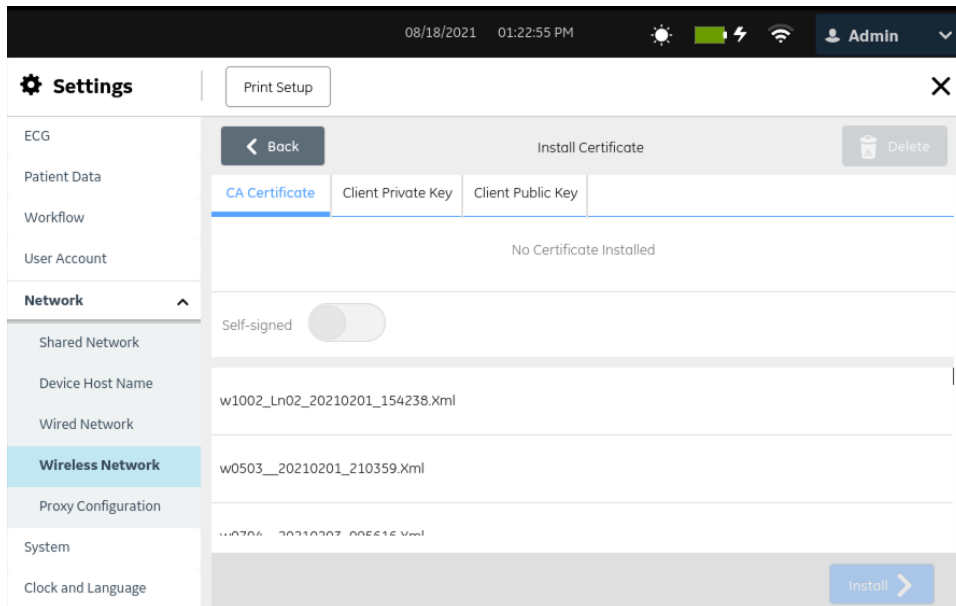 08/18/2021 01:22:55 PM Admin
Settings Print Setup
ECG
Patient Data
Workflow
User Account
Network
Shared Network
Device Host Name
Wired Network
Wireless Network
Proxy Configuration
System
Clock and Language
Back Install Certificate Delete
CA Certificate Client Private Key Client Public Key
No Certificate Installed
Self-signed
w1002_Ln02_20210201_154238.Xml
w0503__20210201_210359.Xml
Install